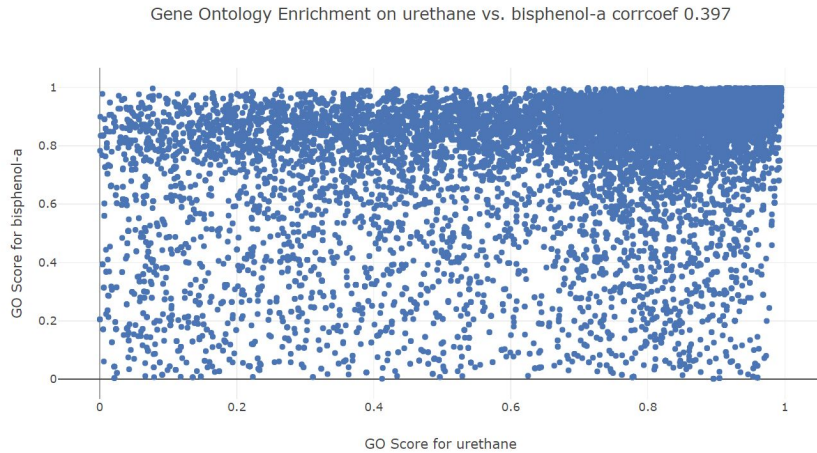 Gene Ontology Enrichment on urethane vs. bisphenol-a corrcoef 0.397
GO Score for bisphenol-a
1
0.8
0.6
0.4
0.2
0
0 0.2 0.4 0.6 0.8 1
GO Score for urethane